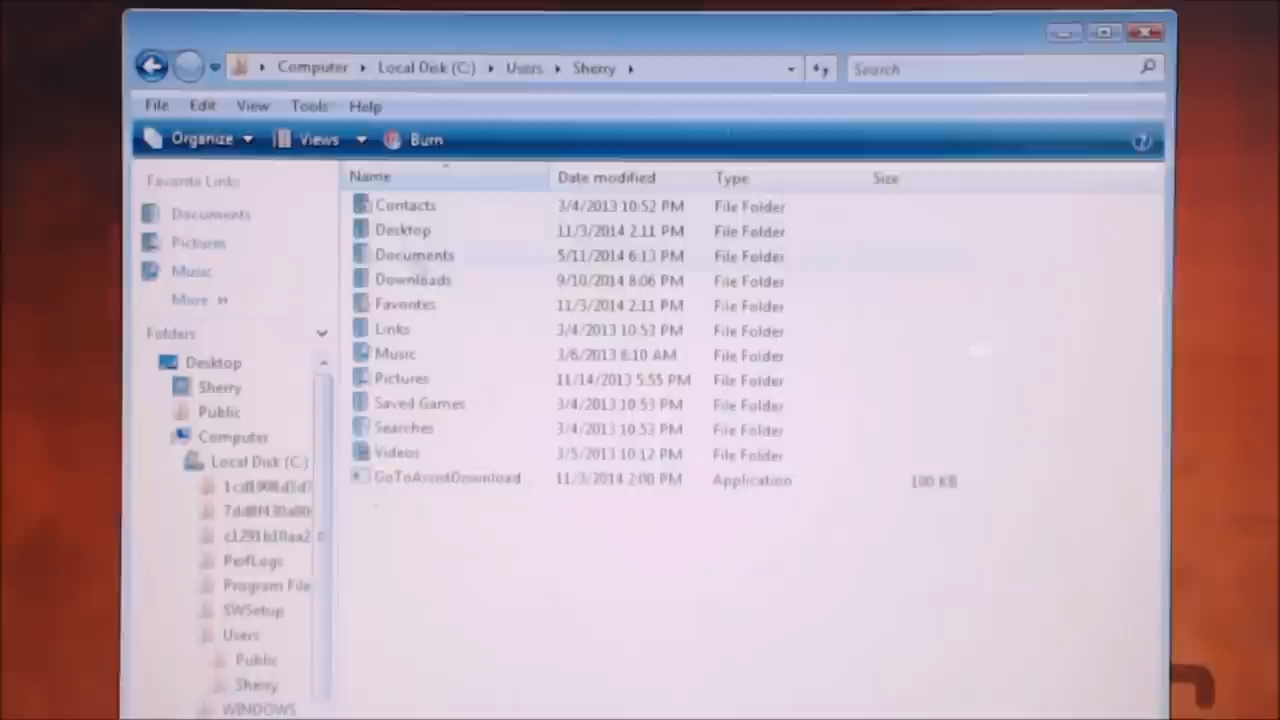 Computer Local Disk (C:) Users Sherry Search
File Edit View Tools Help
Organize Views Burn
Favorite Links
Documents
Pictures
Music
More »
Folders
Desktop
Sherry
Public
Computer
Local Disk (C:)
PerfLogs
Program File
SWSetup
Users
Public
Sherry
WINDOWS
Name Date modified Type Size
Contacts 3/4/2013 10:52 PM File Folder
Desktop 11/3/2014 2:11 PM File Folder
Documents 5/11/2014 6:13 PM File Folder
Downloads 9/10/2014 8:06 PM File Folder
Favorites 11/3/2014 2:11 PM File Folder
Links 3/4/2013 10:53 PM File Folder
Music 3/6/2013 6:10 AM File Folder
Pictures 11/14/2013 5:55 PM File Folder
Saved Games 3/4/2013 10:53 PM File Folder
Searches 3/4/2013 10:53 PM File Folder
Videos 3/5/2013 10:12 PM File Folder
GoToAssistDownload... 11/3/2014 2:00 PM Application KB